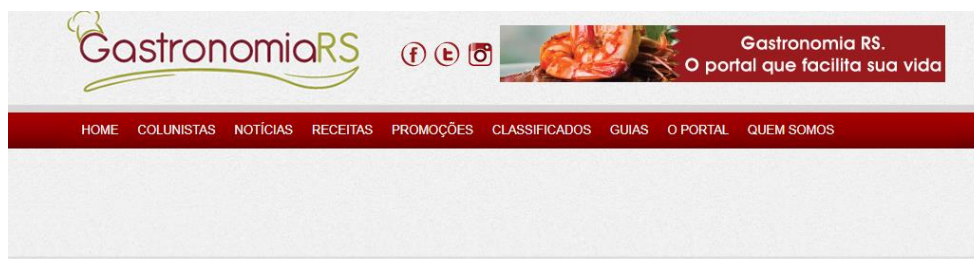 GastronomiaRS
Gastronomia RS.
O portal que facilita sua vida
HOME COLUNISTAS NOTÍCIAS RECEITAS PROMOÇÕES CLASSIFICADOS GUIAS O PORTAL QUEM SOMOS